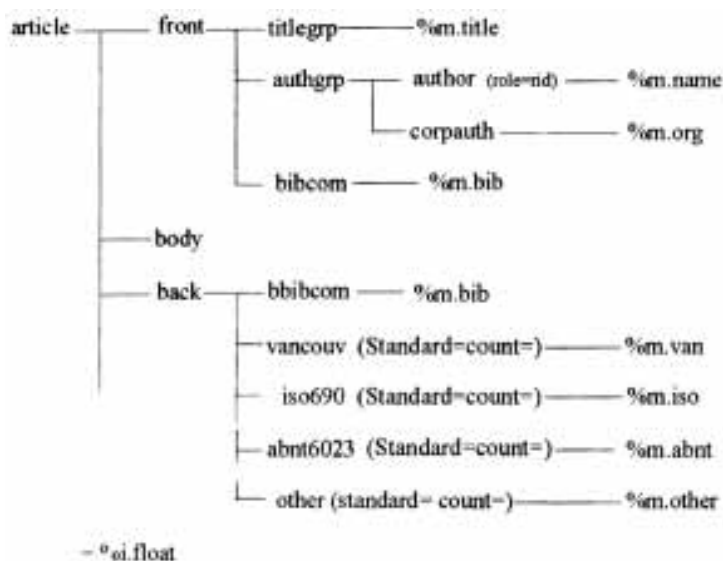 article front titlegrp %m.title
authgrp author (role=rid) %m.name
corpauth %m.org
bibcom %m.bib
body
back bbibcom %m.bib
vancouv (Standard=count=) %m.van
iso690 (Standard=count=) %m.iso
abnt6023 (Standard=count=) %m.abnt
other (standard= count=) %m.other
i.float